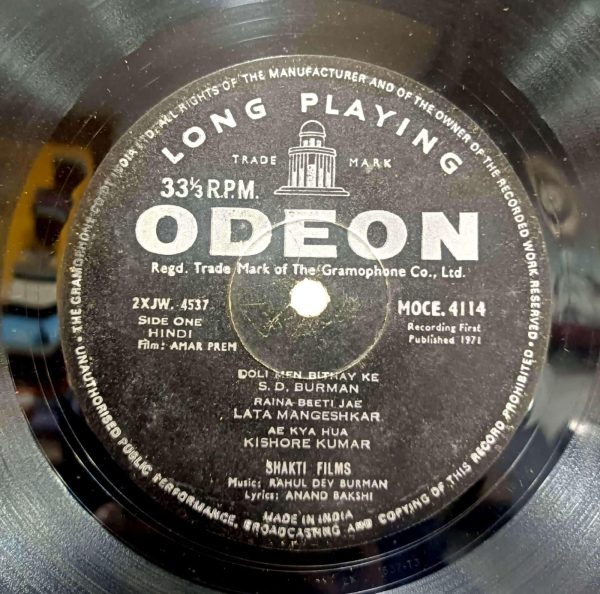 • THE GRAMOPHONE CO. OF INDIA LTD. ALL RIGHTS OF THE MANUFACTURER AND OF THE OWNER OF THE RECORDED WORK RESERVED •
LONG PLAYING
TRADE MARK
33⅓ R.P.M.
ODEON
Regd. Trade Mark of The Gramophone Co., Ltd.
2XJW. 4537
MOCE. 4114
SIDE ONE
Recording First
HINDI
Published 1971
Film: AMAR PREM
DOLI MEN BITHAY KE
S. D. BURMAN
RAINA BEETI JAE
LATA MANGESHKAR
AE KYA HUA
KISHORE KUMAR
SHAKTI FILMS
Music: RAHUL DEV BURMAN
Lyrics: ANAND BAKSHI
MADE IN INDIA
UNAUTHORISED PUBLIC PERFORMANCE, BROADCASTING AND COPYING OF THIS RECORD PROHIBITED.